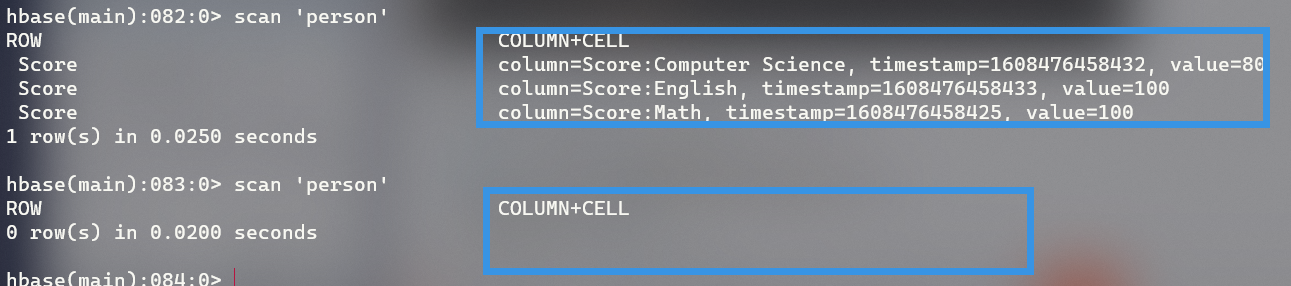 hbase(main):082:0> scan 'person'
ROW COLUMN+CELL
Score column=Score:Computer Science, timestamp=1608476458432, value=80
Score column=Score:English, timestamp=1608476458433, value=100
Score column=Score:Math, timestamp=1608476458425, value=100
1 row(s) in 0.0250 seconds
hbase(main):083:0> scan 'person'
ROW COLUMN+CELL
0 row(s) in 0.0200 seconds
hbase(main):084:0>